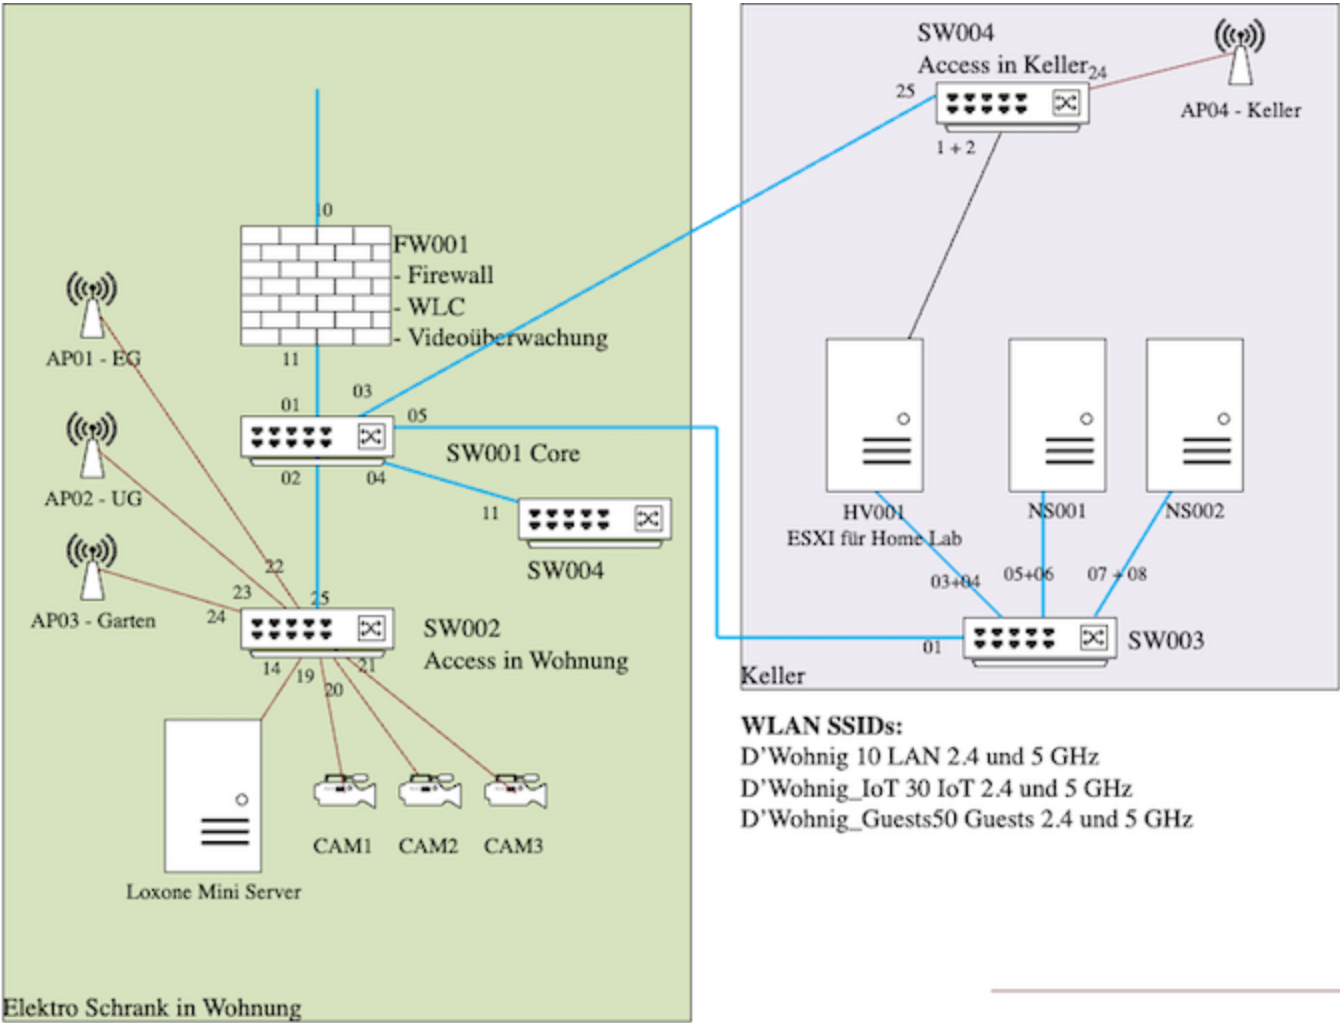 10
FW001
- Firewall
- WLC
- Videoüberwachung
11
AP01 - EG
03
01
05
SW001 Core
02
04
AP02 - UG
11
SW004
22
23
25
24
AP03 - Garten
SW002
Access in Wohnung
14
19
20
21
CAM1
CAM2
CAM3
Loxone Mini Server
Elektro Schrank in Wohnung
SW004
Access in Keller
24
25
AP04 - Keller
1 + 2
HV001
ESXI für Home Lab
NS001
NS002
03+04
05+06
07 + 08
01
SW003
Keller
WLAN SSIDs:
D'Wohnig 10 LAN 2.4 und 5 GHz
D'Wohnig_IoT 30 IoT 2.4 und 5 GHz
D'Wohnig_Guests50 Guests 2.4 und 5 GHz